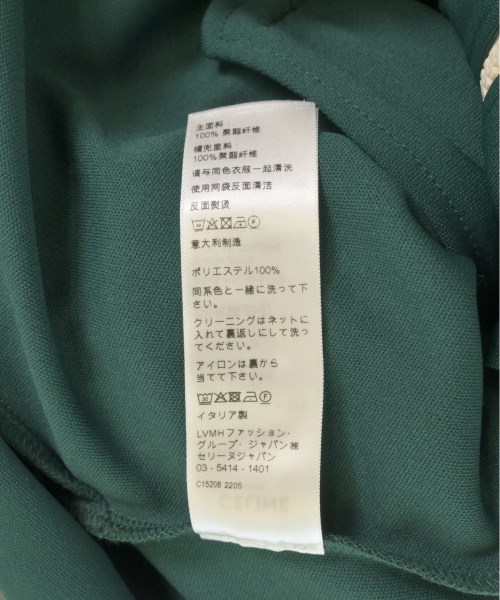 主面料
100% 聚酯纤维
帽兜里料
100% 聚酯纤维
请与同色衣服一起清洗
使用网袋反面清洁
反面熨烫
意大利制造
ポリエステル100%
同系色と一緒に洗って下
さい。
クリーニングはネットに
入れて裏返しにして洗っ
てください。
アイロンは裏から
当てて下さい。
イタリア製
LVMHファッション・
グループ・ジャパン㈱
セリーヌジャパン
03 - 5414 - 1401
C15208 2205
CELINE